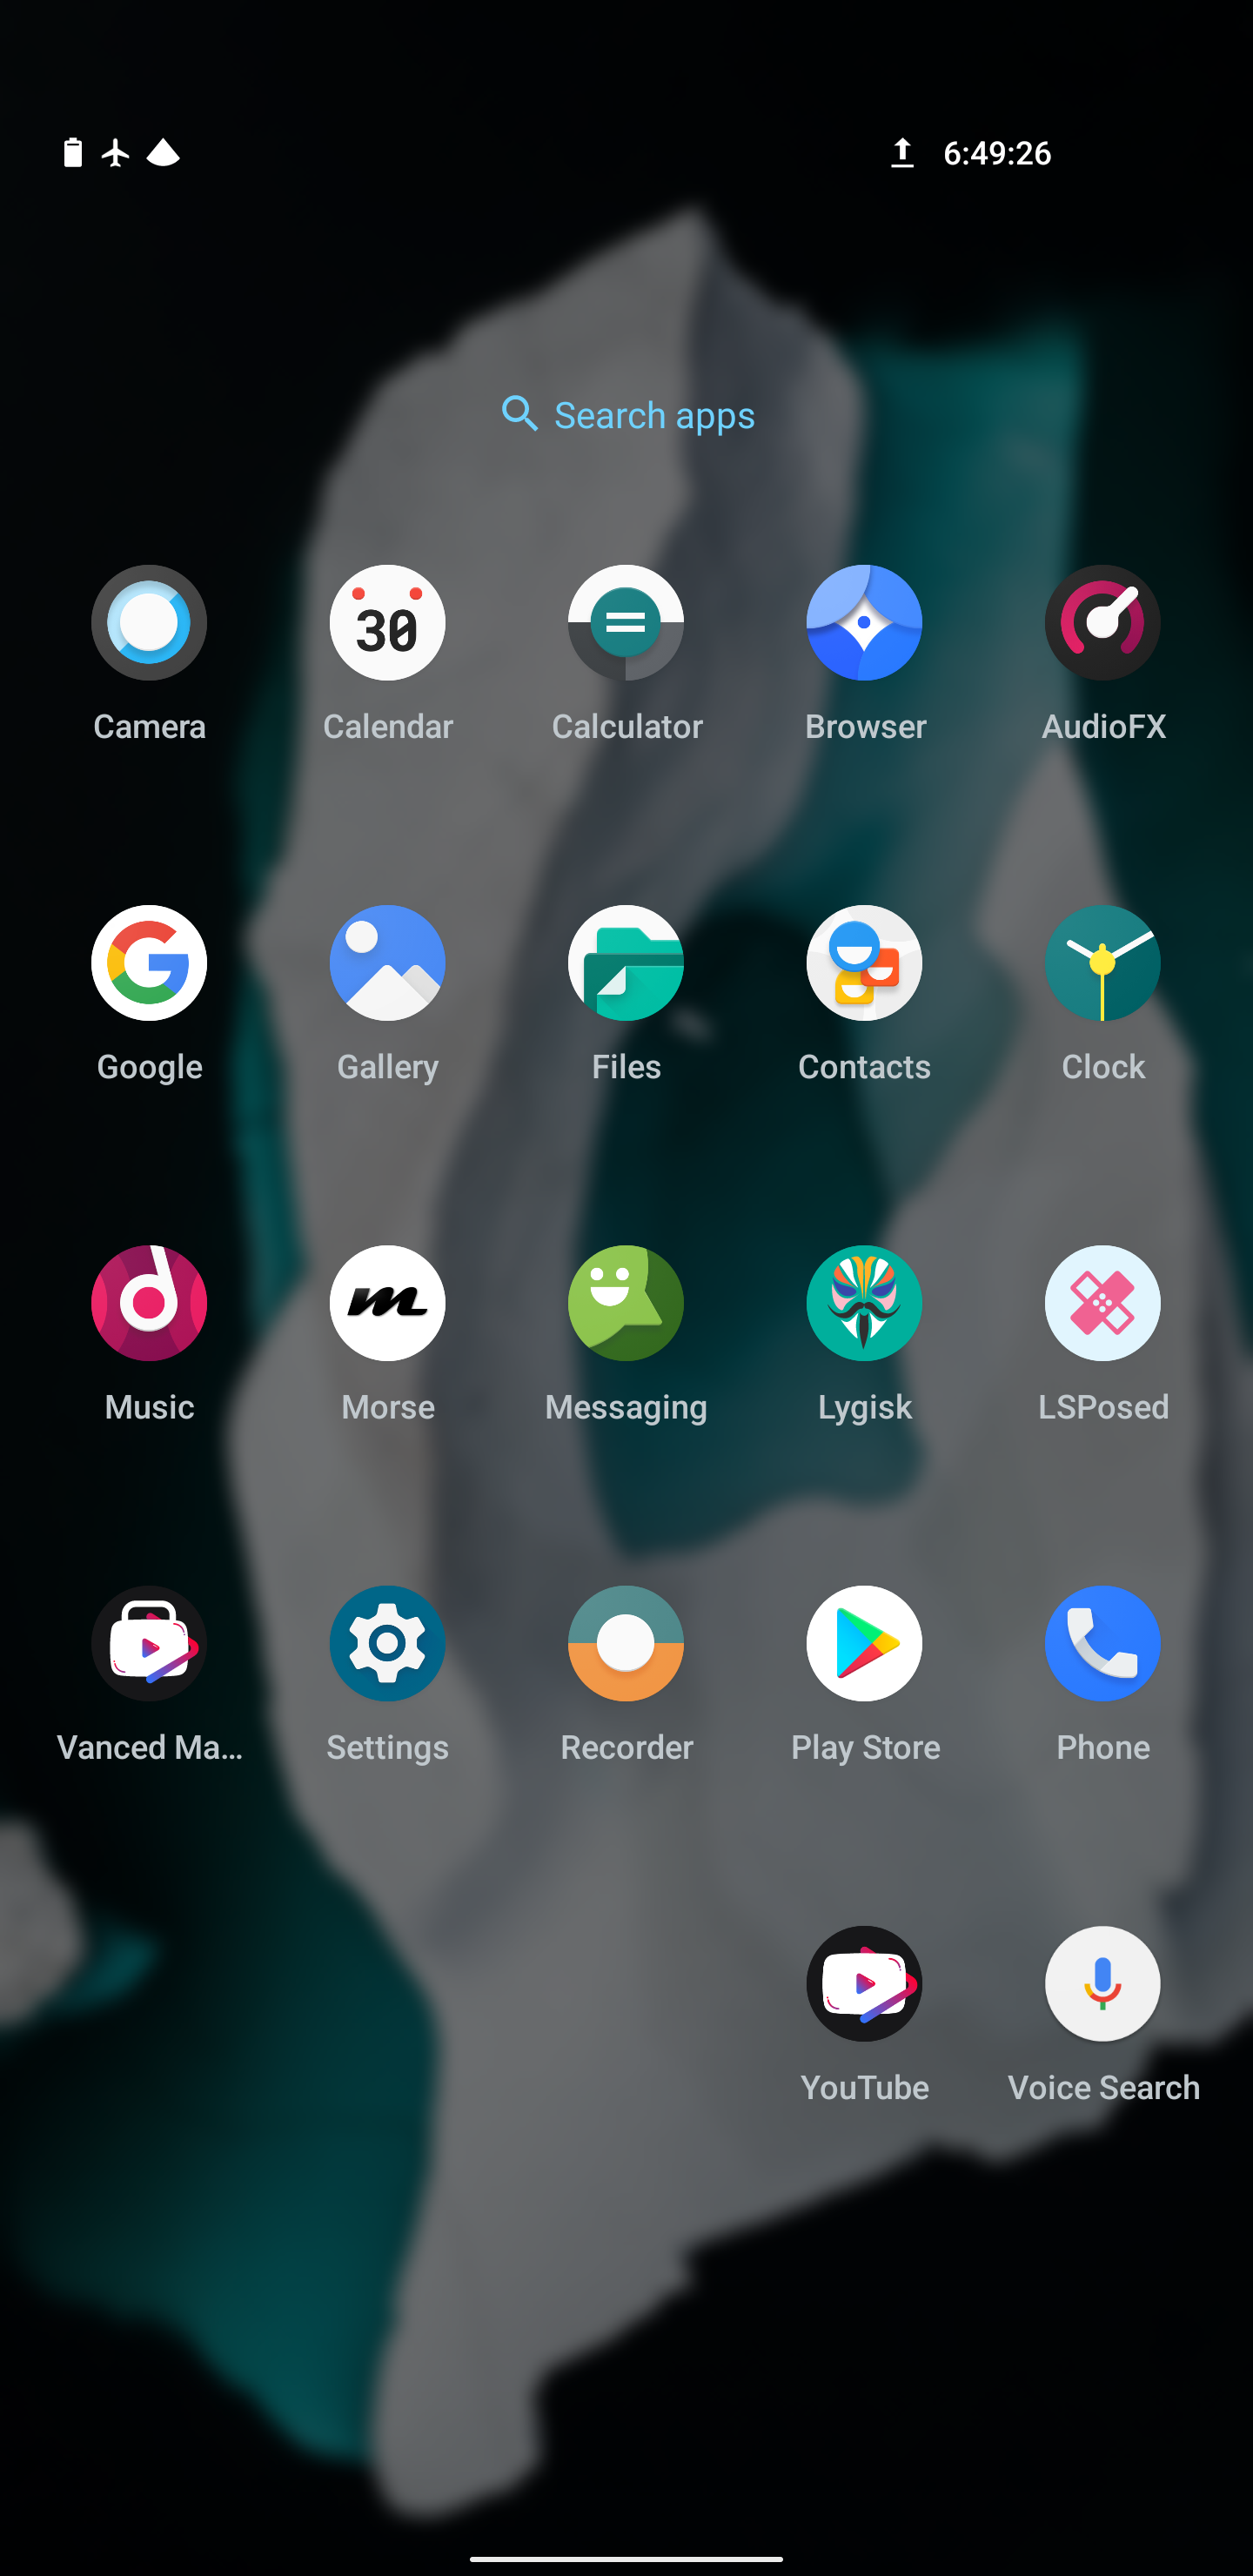 6:49:26
Search apps
30
Camera Calendar Calculator Browser AudioFX
Google Gallery Files Contacts Clock
Music Morse Messaging Lygisk LSPosed
Vanced Ma... Settings Recorder Play Store Phone
YouTube Voice Search